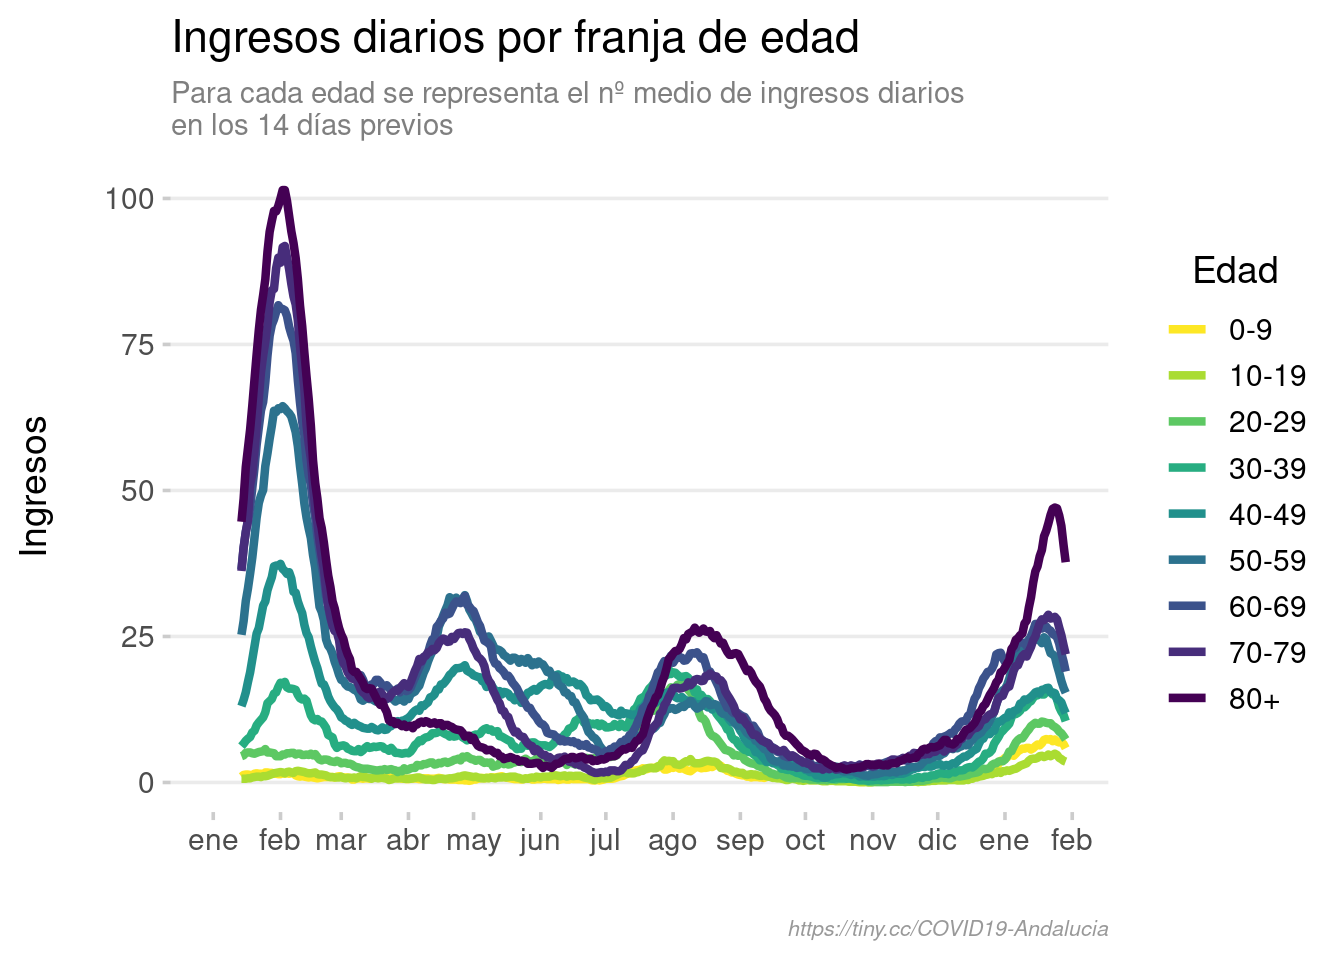 Ingresos diarios por franja de edad
Para cada edad se representa el nº medio de ingresos diarios
en los 14 días previos
Ingresos
100
75
50
25
0
ene feb mar abr may jun jul ago sep oct nov dic ene feb
Edad
0-9
10-19
20-29
30-39
40-49
50-59
60-69
70-79
80+
https://tiny.cc/COVID19-Andalucia